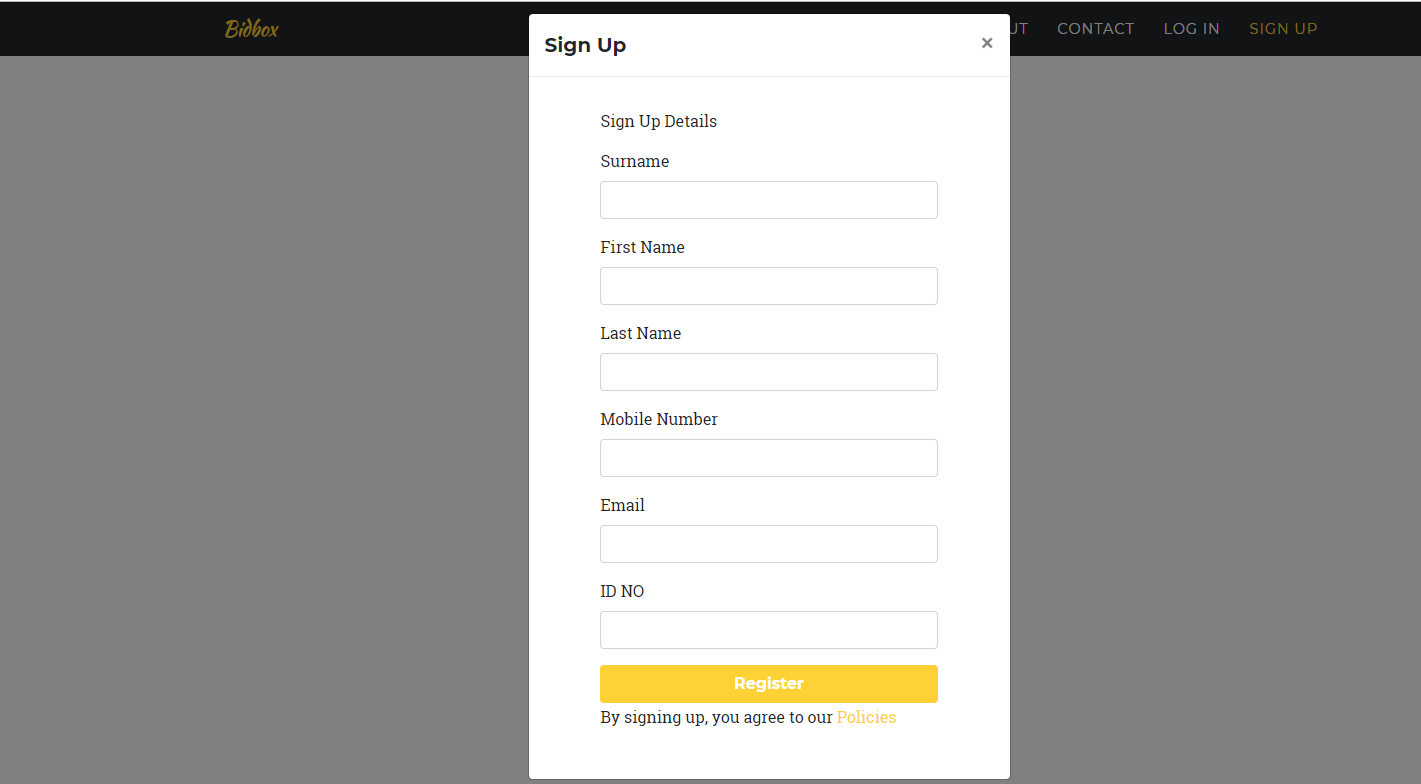 Bidbox
UT CONTACT LOG IN SIGN UP
Sign Up ×
Sign Up Details
Surname
First Name
Last Name
Mobile Number
Email
ID NO
Register
By signing up, you agree to our Policies